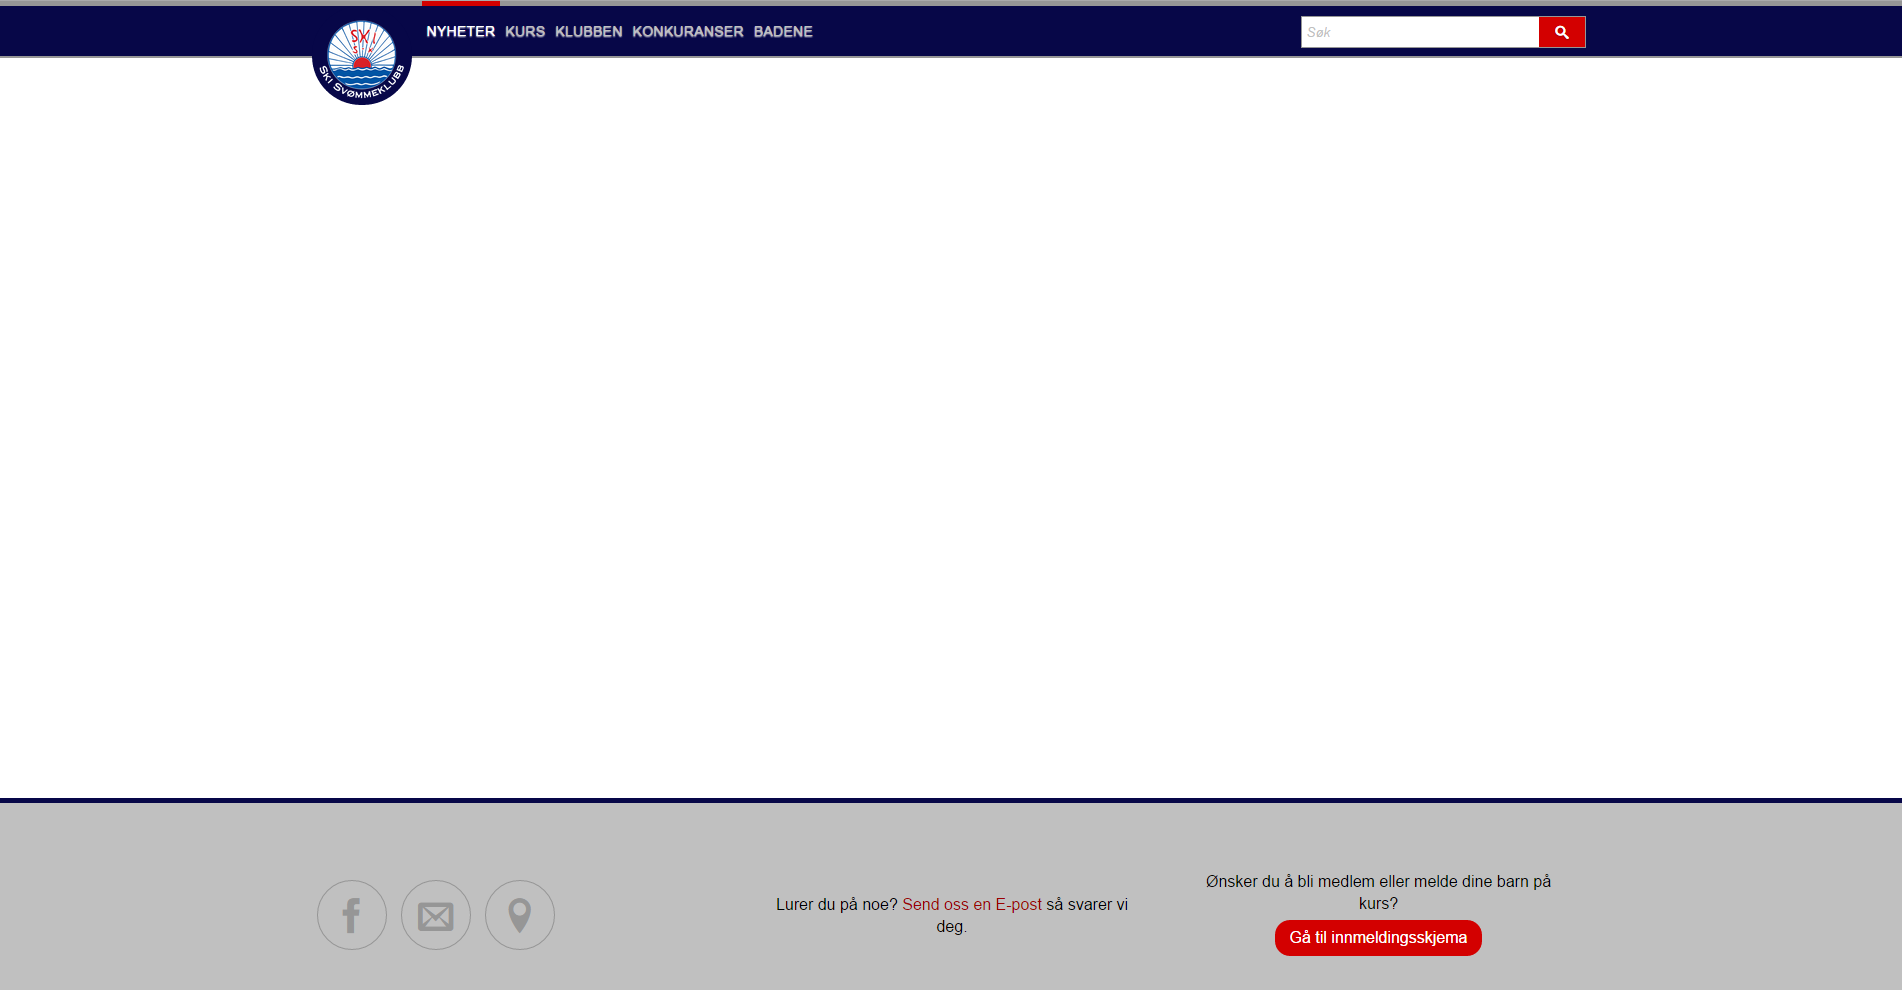 SKI
SKI SVØMMEKLUBB
NYHETER KURS KLUBBEN KONKURANSER BADENE
Søk
Lurer du på noe? Send oss en E-post så svarer vi
deg.
Ønsker du å bli medlem eller melde dine barn på
kurs?
Gå til innmeldingsskjema